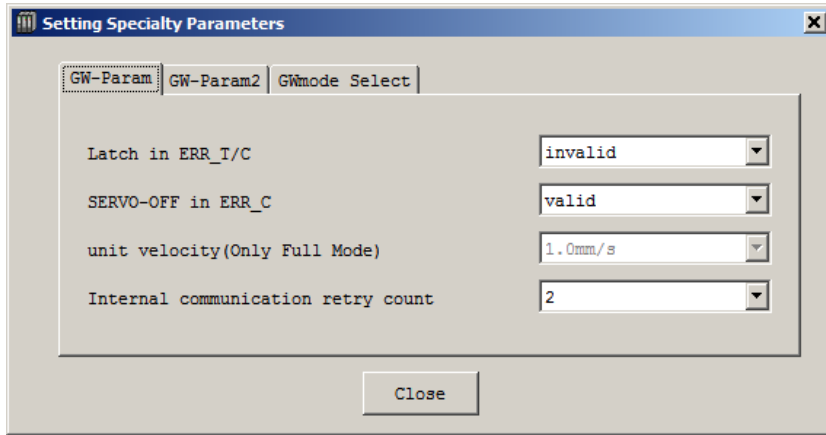 Setting Specialty Parameters
GW-Param GW-Param2 GWmode Select
Latch in ERR_T/C invalid
SERVO-OFF in ERR_C valid
unit velocity(Only Full Mode) 1.0mm/s
Internal communication retry count 2
Close